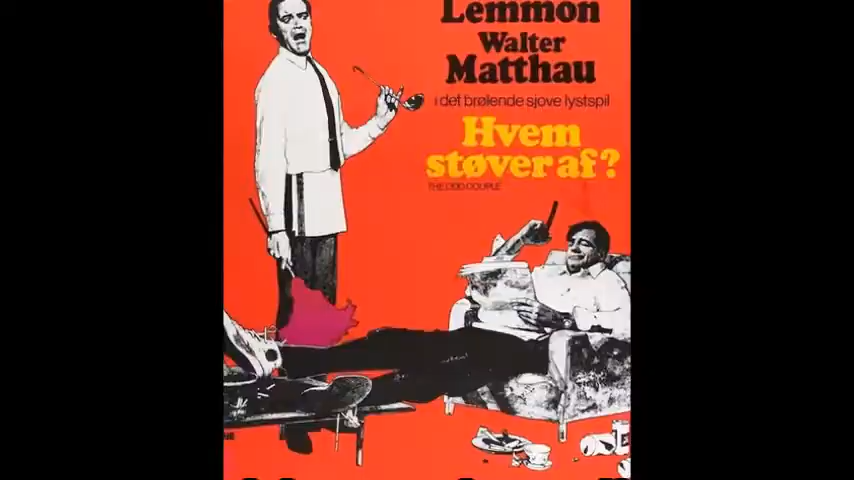 Lemmon
Walter
Matthau
i det brølende sjove lystspil
Hvem
støver af?
THE ODD COUPLE